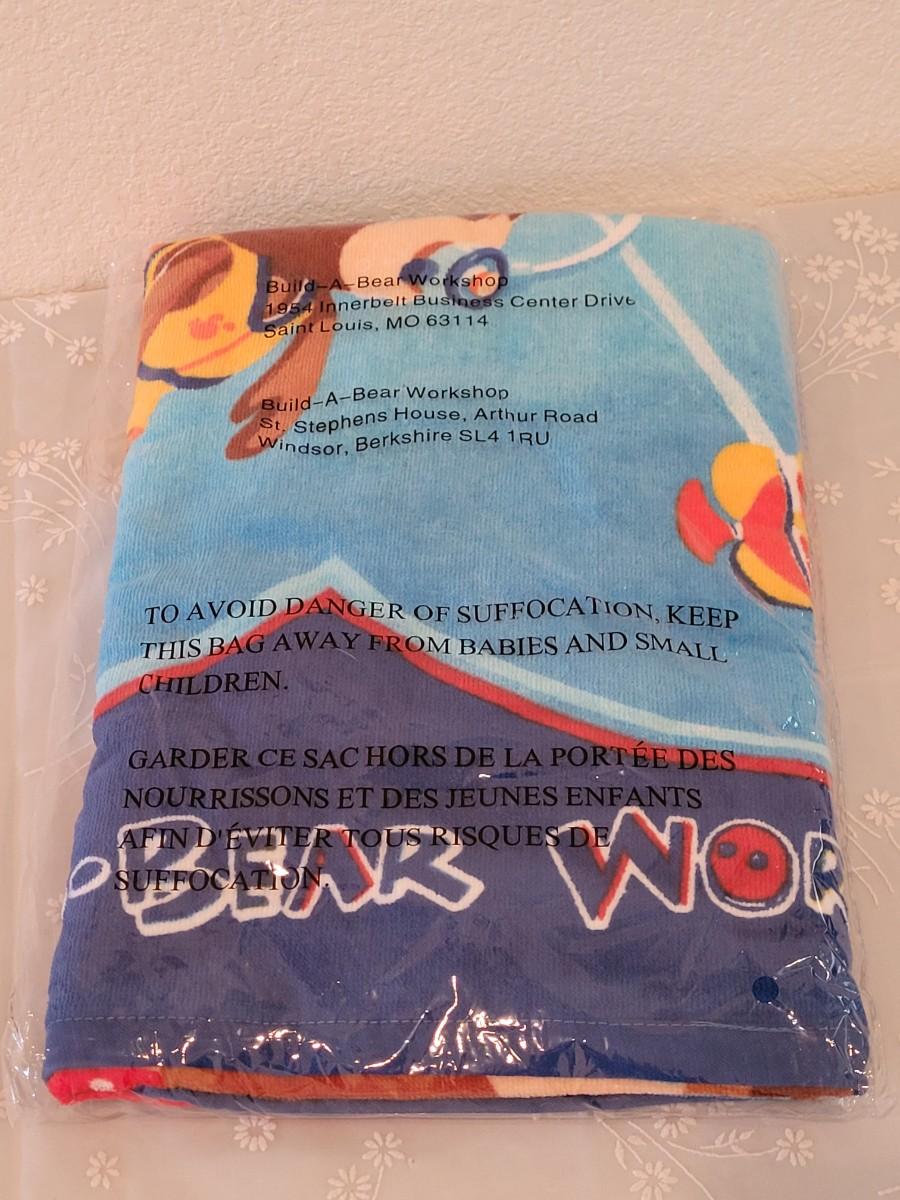 Build-A-Bear Workshop
1954 Innerbelt Business Center Drive
Saint Louis, MO 63114
Build-A-Bear Workshop
St. Stephens House, Arthur Road
Windsor, Berkshire SL4 1RU
TO AVOID DANGER OF SUFFOCATION, KEEP
THIS BAG AWAY FROM BABIES AND SMALL
CHILDREN.
GARDER CE SAC HORS DE LA PORTÉE DES
NOURRISSONS ET DES JEUNES ENFANTS
AFIN D'ÉVITER TOUS RISQUES DE
SUFFOCATION.
BEAR WOR